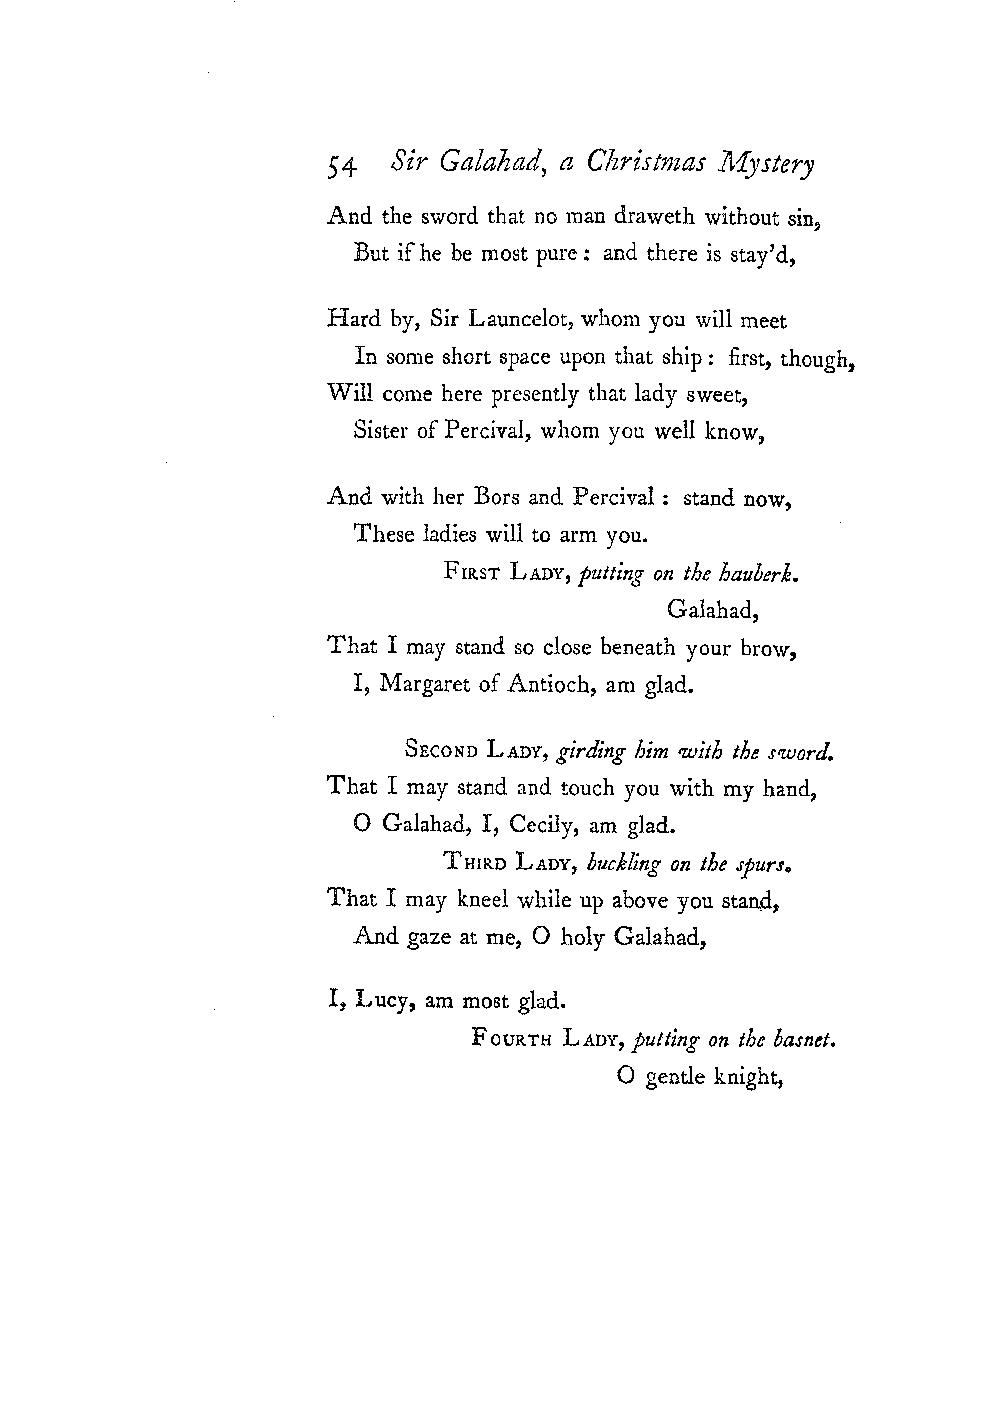 54 Sir Galahad, a Christmas Mystery
And the sword that no man draweth without sin,
But if he be most pure : and there is stay'd,
Hard by, Sir Launcelot, whom you will meet
In some short space upon that ship : first, though,
Will come here presently that lady sweet,
Sister of Percival, whom you well know,
And with her Bors and Percival : stand now,
These ladies will to arm you.
FIRST LADY, putting on the hauberk.
Galahad,
That I may stand so close beneath your brow,
I, Margaret of Antioch, am glad.
SECOND LADY, girding him with the sword.
That I may stand and touch you with my hand,
O Galahad, I, Cecily, am glad.
THIRD LADY, buckling on the spurs.
That I may kneel while up above you stand,
And gaze at me, O holy Galahad,
I, Lucy, am most glad.
FOURTH LADY, putting on the basnet.
O gentle knight,